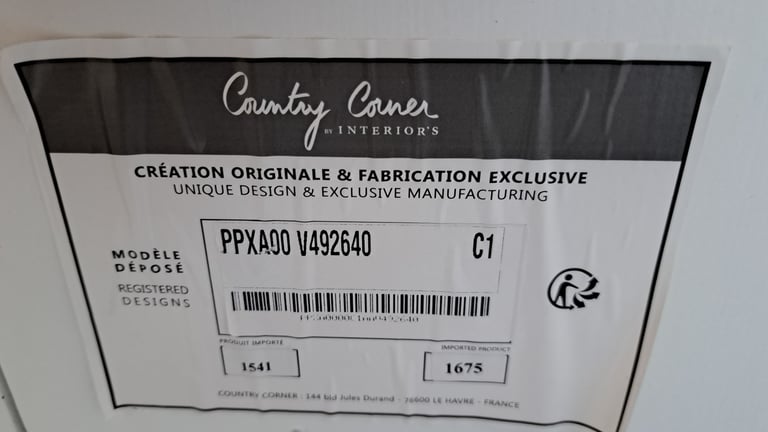 Country Corner
BY INTERIOR'S
CRÉATION ORIGINALE & FABRICATION EXCLUSIVE
UNIQUE DESIGN & EXCLUSIVE MANUFACTURING
MODÈLE
DÉPOSÉ
REGISTERED
DESIGNS
PPXA00 V492640 C1
PRODUIT IMPORTÉ
1541
IMPORTED PRODUCT
1675
COUNTRY CORNER : 144 bld Jules Durand - 76600 LE HAVRE - FRANCE